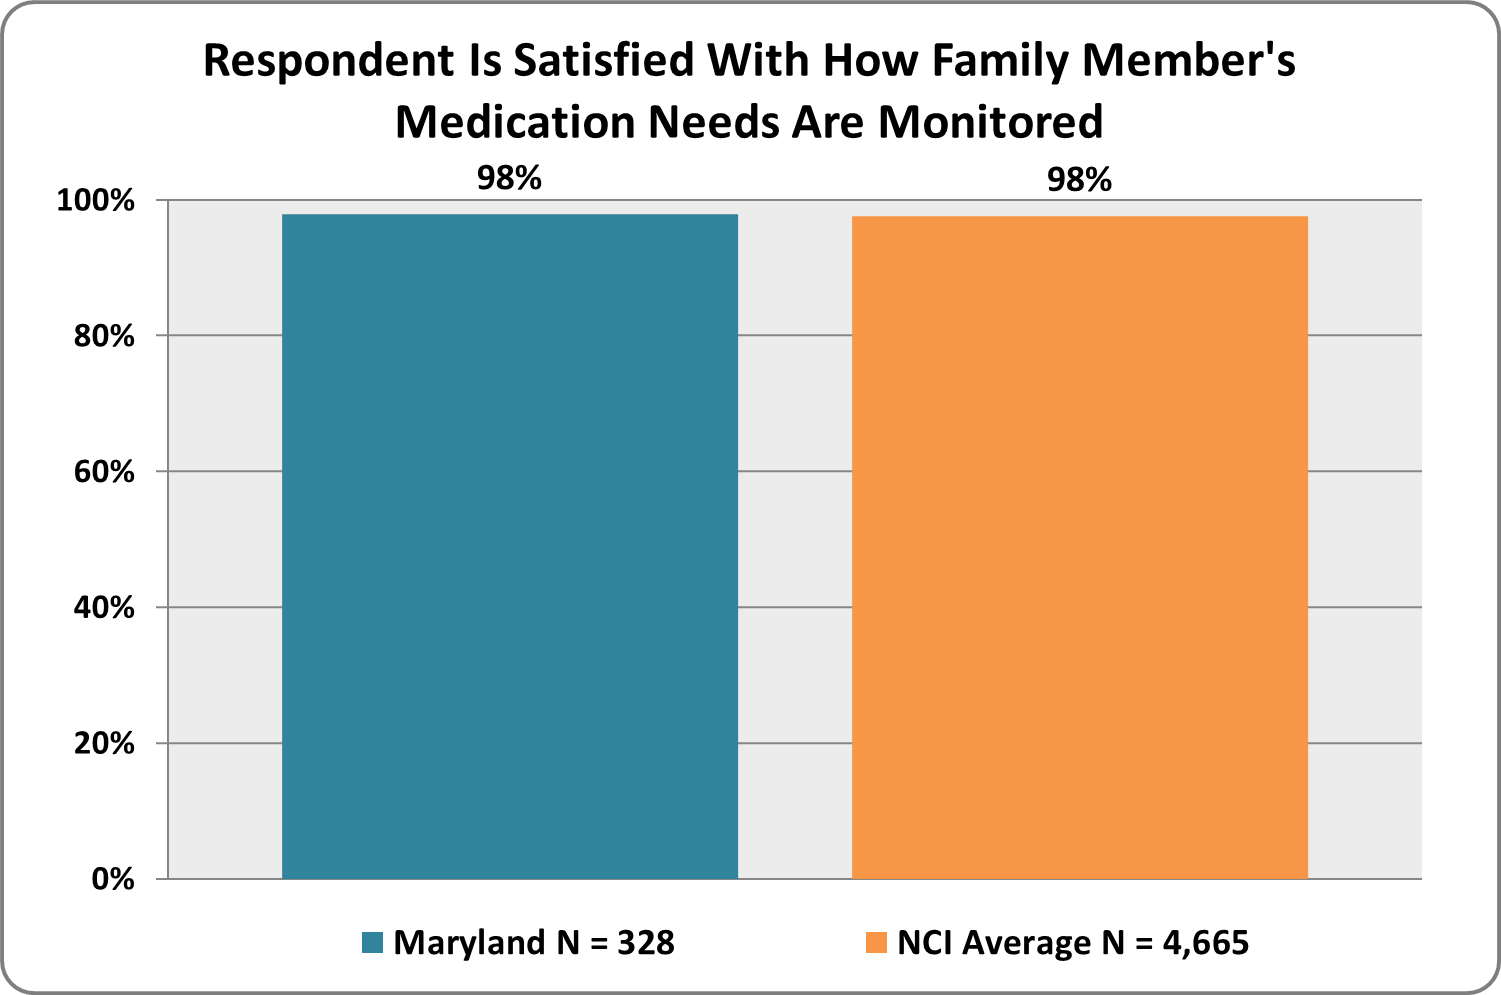 Respondent Is Satisfied With How Family Member's
Medication Needs Are Monitored
98%
98%
100%
80%
60%
40%
20%
0%
Maryland N = 328
NCI Average N = 4,665